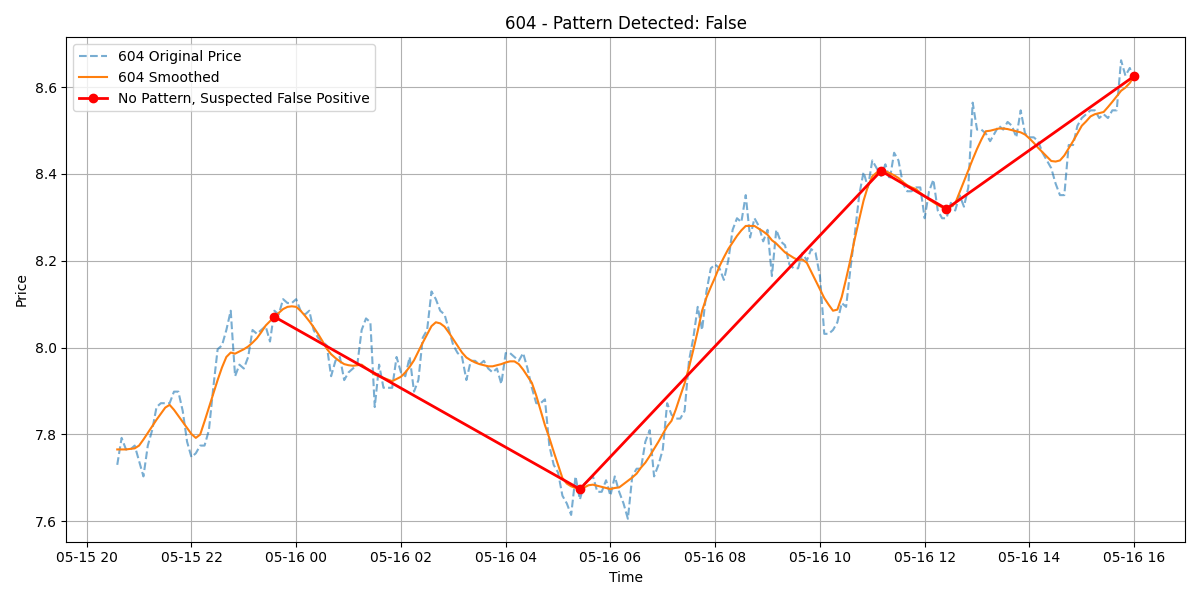 604 - Pattern Detected: False
604 Original Price
604 Smoothed
No Pattern, Suspected False Positive
Price
8.6
8.4
8.2
8.0
7.8
7.6
05-15 20 05-15 22 05-16 00 05-16 02 05-16 04 05-16 06 05-16 08 05-16 10 05-16 12 05-16 14 05-16 16
Time